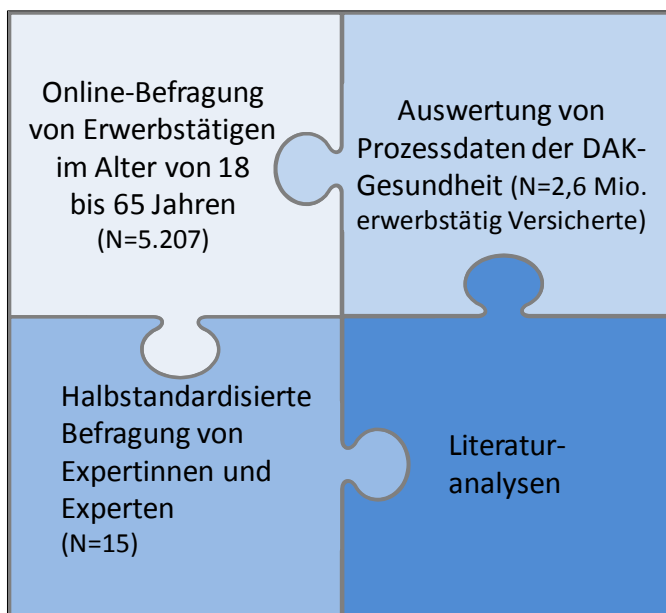 Online-Befragung
von Erwerbstätigen
im Alter von 18
bis 65 Jahren
(N=5.207)
Auswertung von
Prozessdaten der DAK-
Gesundheit (N=2,6 Mio.
erwerbstätig Versicherte)
Halbstandardisierte
Befragung von
Expertinnen und
Experten
(N=15)
Literatur-
analysen